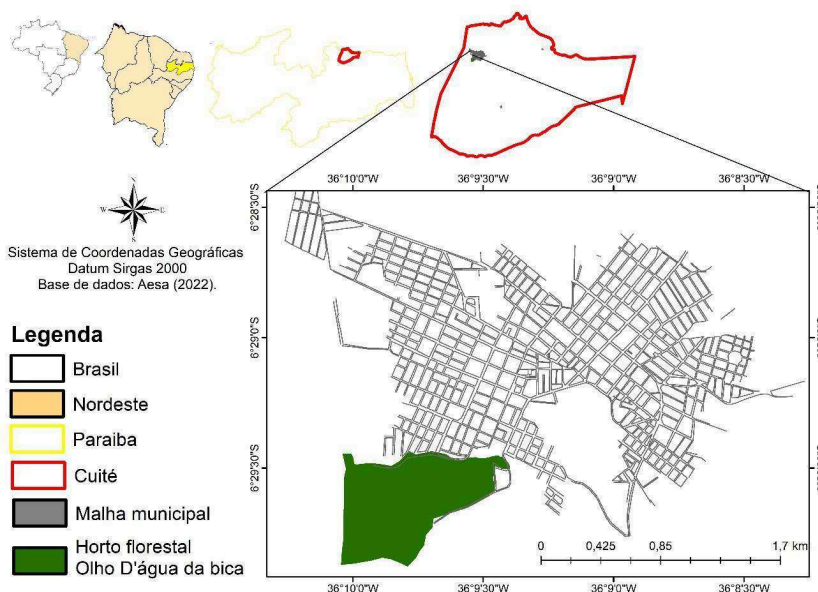 36°10'0"W 36°9'30"W 36°9'0"W 36°8'30"W
6°28'30"S
6°29'0"S
6°29'30"S
N
W E
S
Sistema de Coordenadas Geográficas
Datum Sirgas 2000
Base de dados: Aesa (2022).
Legenda
Brasil
Nordeste
Paraiba
Cuité
Malha municipal
Horto florestal
Olho D'água da bica
0 0,425 0,85 1,7 km
36°10'0"W 36°9'30"W 36°9'0"W 36°8'30"W